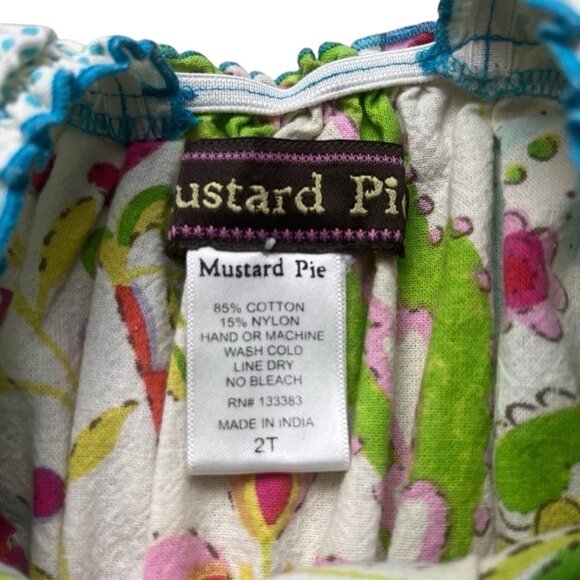 ustard Pie
Mustard Pie
85% COTTON
15% NYLON
HAND OR MACHINE
WASH COLD
LINE DRY
NO BLEACH
RN# 133383
MADE IN INDIA
2T